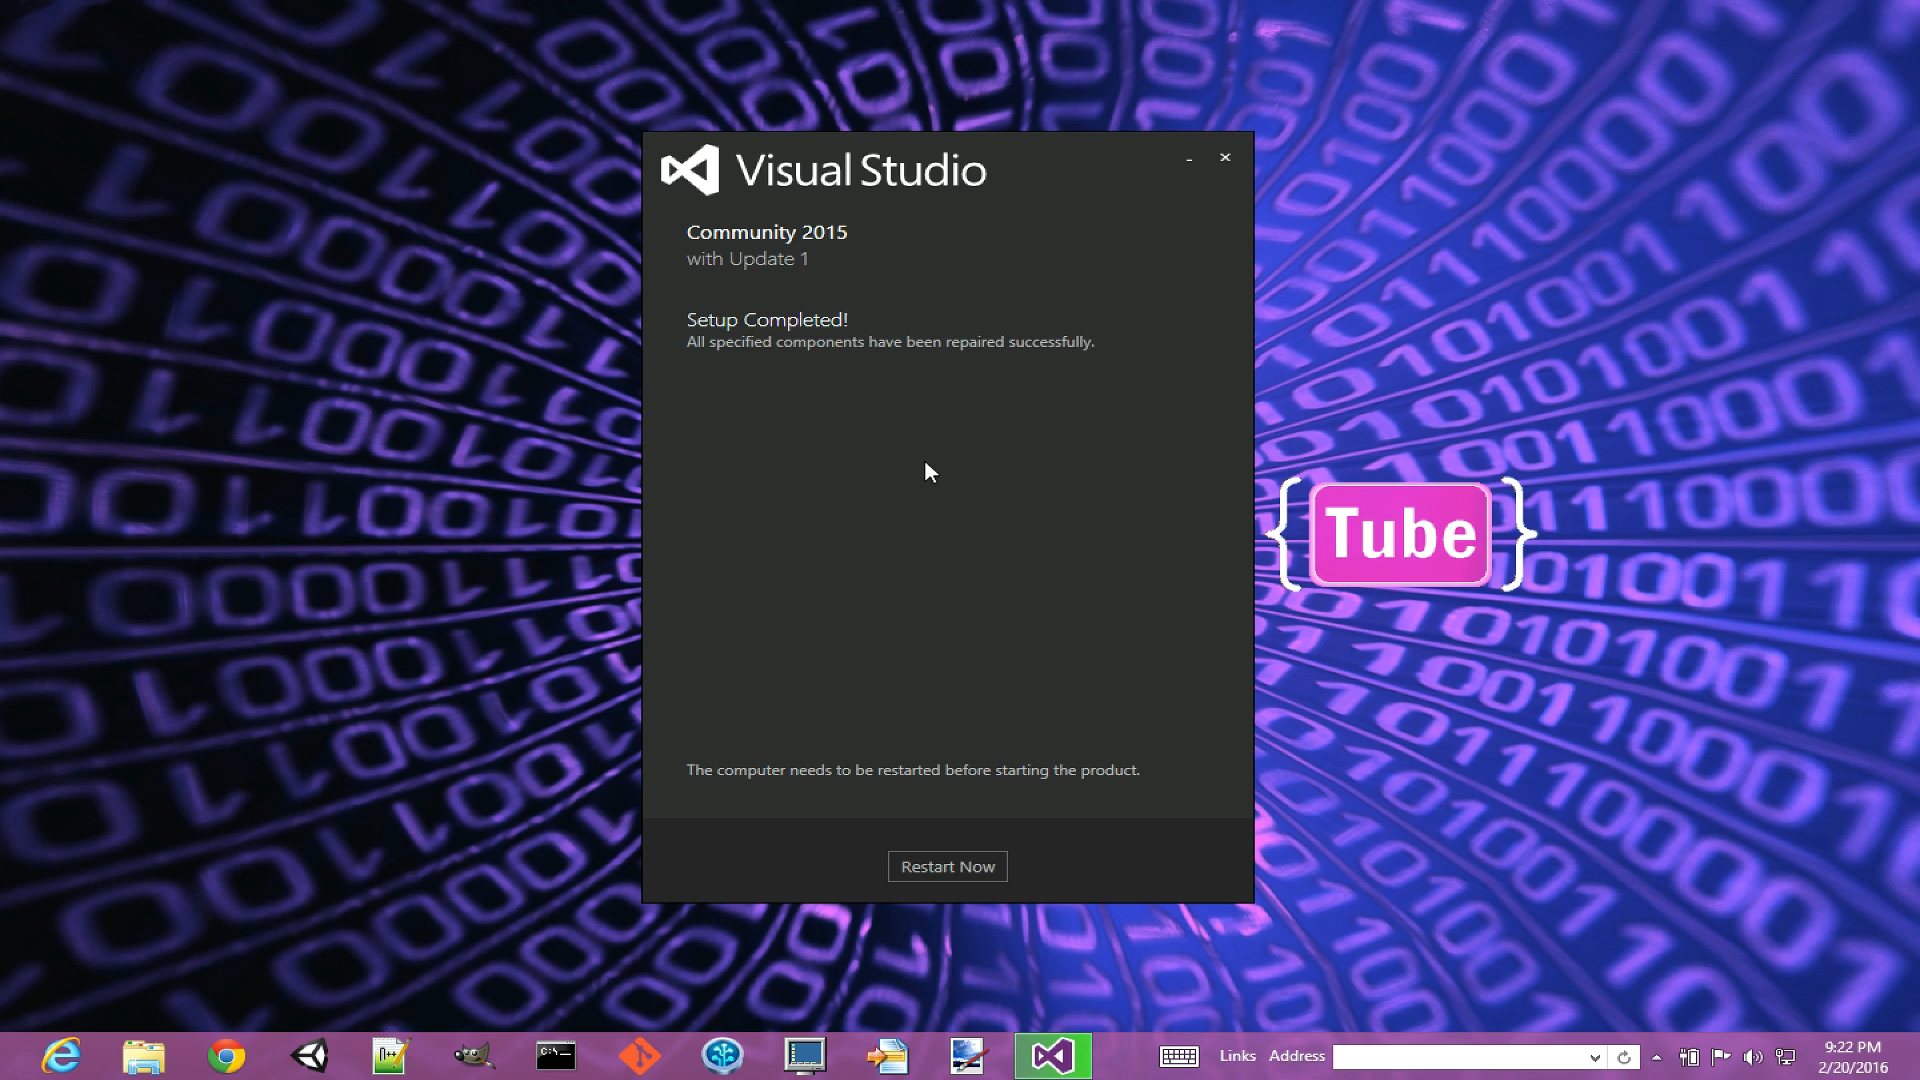 Visual Studio
Community 2015
with Update 1
Setup Completed!
All specified components have been repaired successfully.
{Tube}
The computer needs to be restarted before starting the product.
Restart Now
Links Address
9:22 PM
2/20/2016